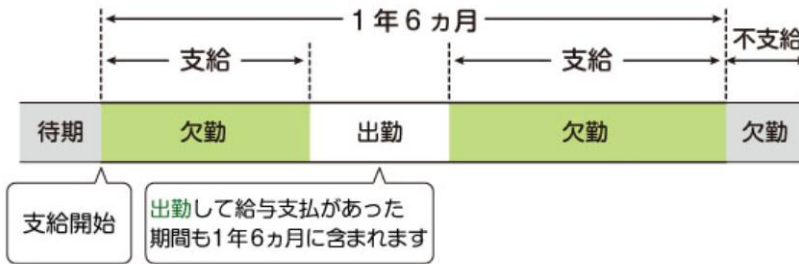 1年6ヵ月
支給
支給
不支給
待期
欠勤
出勤
欠勤
欠勤
支給開始
出勤して給与支払があった
期間も1年6ヵ月に含まれます